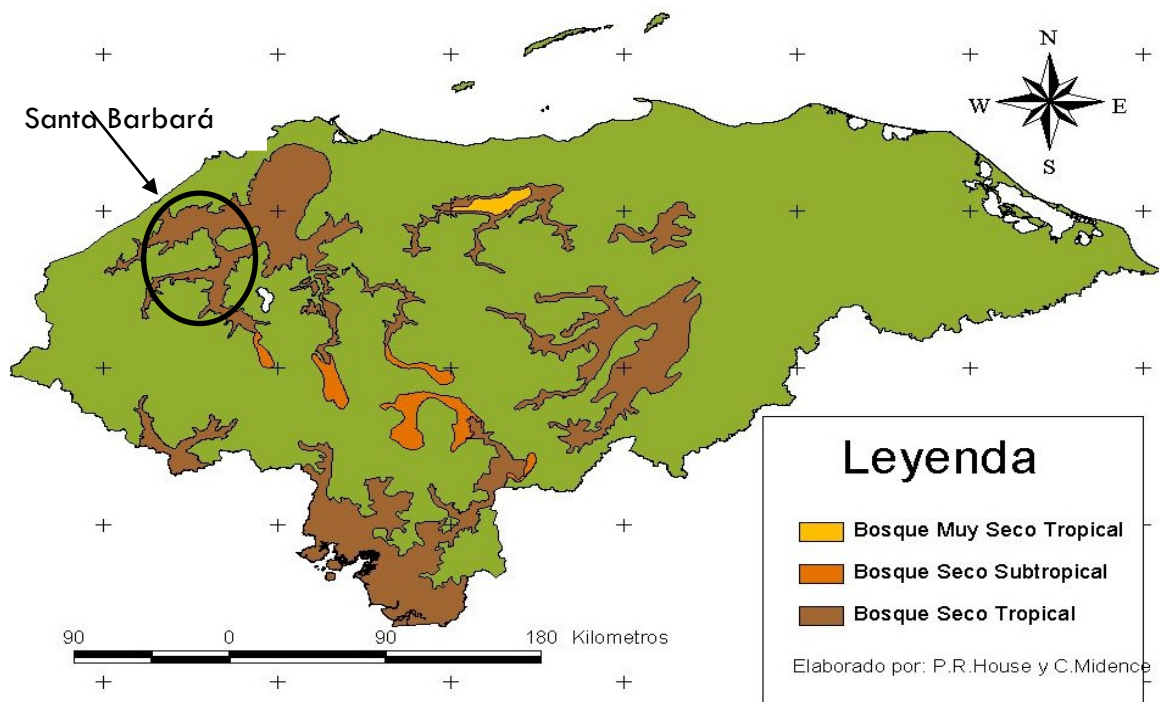 N
W E
S
Santa Barbará
Leyenda
Bosque Muy Seco Tropical
Bosque Seco Subtropical
Bosque Seco Tropical
90 0 90 180 Kilometros
Elaborado por: P.R.House y C.Midence